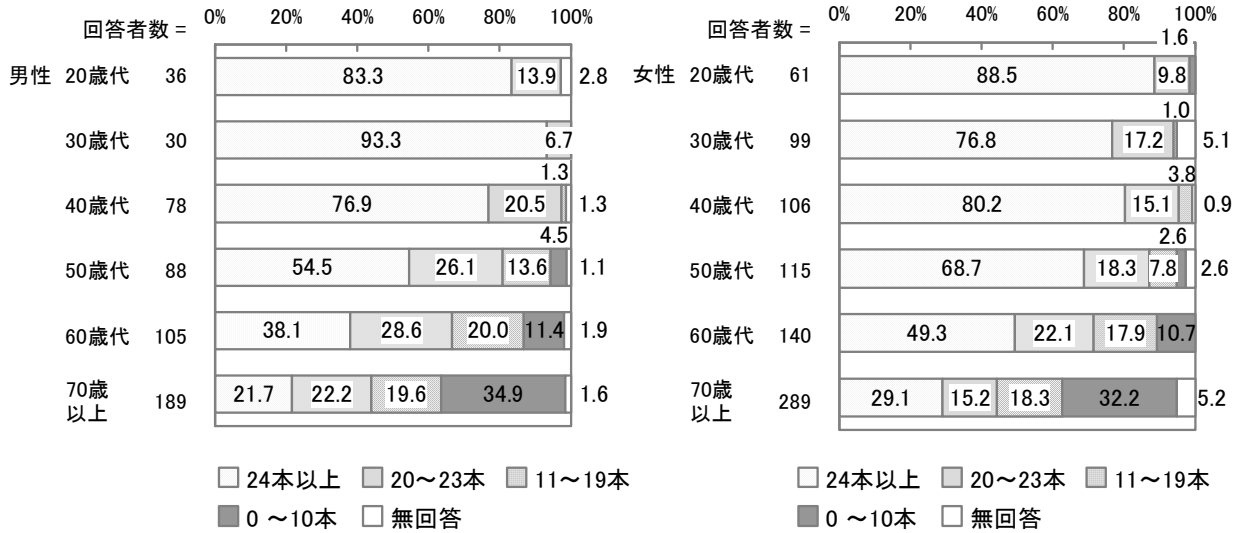 0% 20% 40% 60% 80% 100%
回答者数 =
男性 20歳代 36 83.3 13.9 2.8
30歳代 30 93.3 6.7
1.3
40歳代 78 76.9 20.5 1.3
4.5
50歳代 88 54.5 26.1 13.6 1.1
60歳代 105 38.1 28.6 20.0 11.4 1.9
70歳
以上 189 21.7 22.2 19.6 34.9 1.6
24本以上 20～23本 11～19本
0 ～10本 無回答
0% 20% 40% 60% 80% 100%
回答者数 =
1.6
女性 20歳代 61 88.5 9.8
1.0
30歳代 99 76.8 17.2 5.1
3.8
40歳代 106 80.2 15.1 0.9
2.6
50歳代 115 68.7 18.3 7.8 2.6
60歳代 140 49.3 22.1 17.9 10.7
70歳
以上 289 29.1 15.2 18.3 32.2 5.2
24本以上 20～23本 11～19本
0 ～10本 無回答